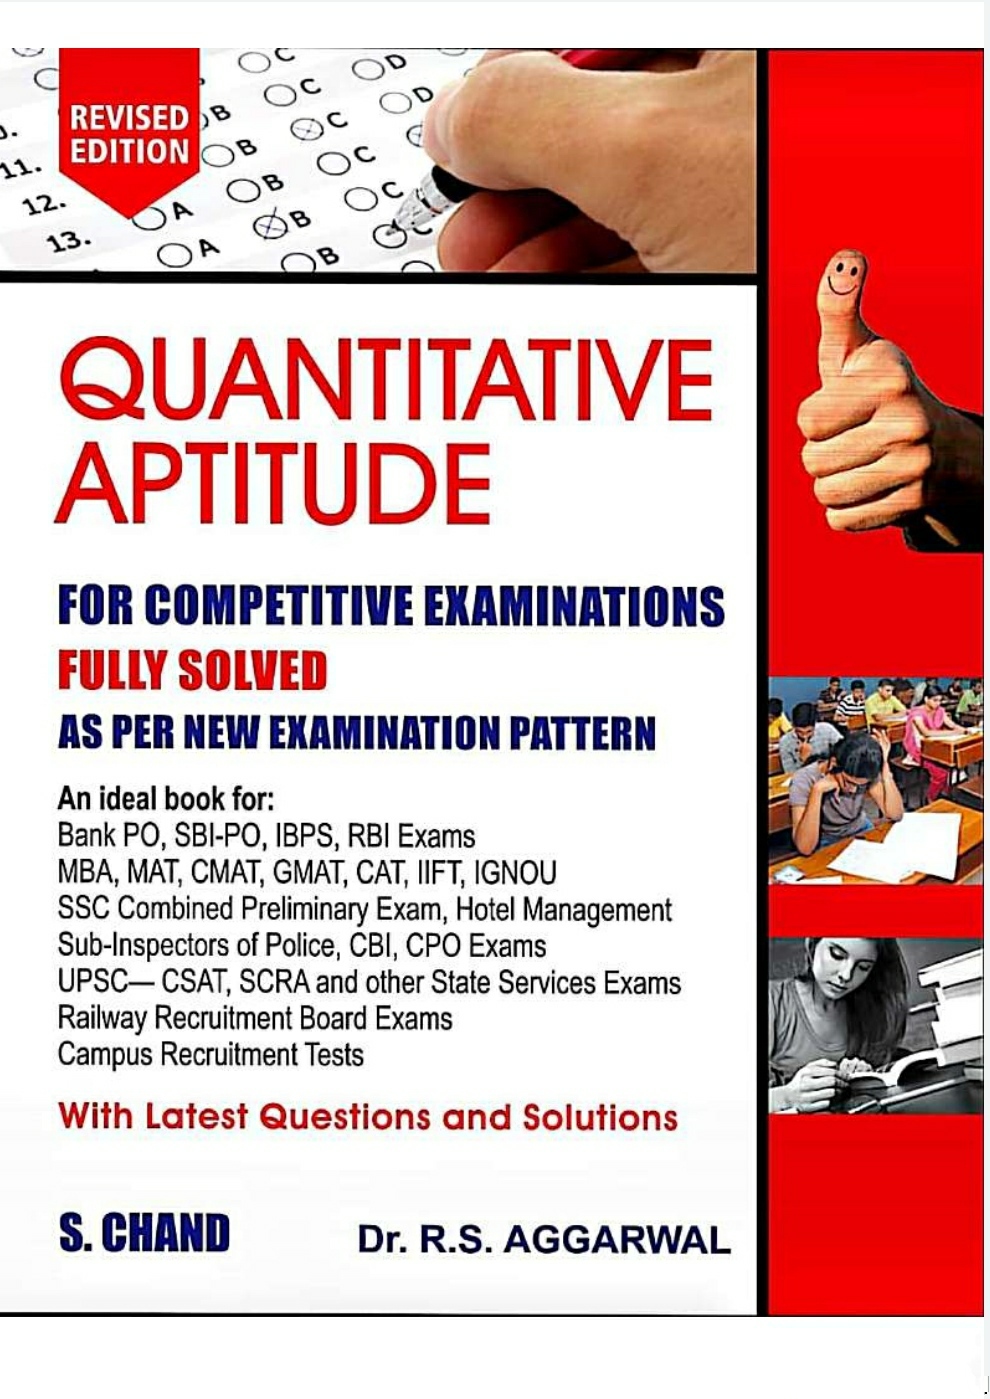 REVISED
EDITION
C
D
B
C
D
11.
B
C
12.
A
B
C
13.
A
B
C
B
QUANTITATIVE
APTITUDE
FOR COMPETITIVE EXAMINATIONS
FULLY SOLVED
AS PER NEW EXAMINATION PATTERN
An ideal book for:
Bank PO, SBI-PO, IBPS, RBI Exams
MBA, MAT, CMAT, GMAT, CAT, IIFT, IGNOU
SSC Combined Preliminary Exam, Hotel Management
Sub-Inspectors of Police, CBI, CPO Exams
UPSC— CSAT, SCRA and other State Services Exams
Railway Recruitment Board Exams
Campus Recruitment Tests
With Latest Questions and Solutions
S. CHAND
Dr. R.S. AGGARWAL